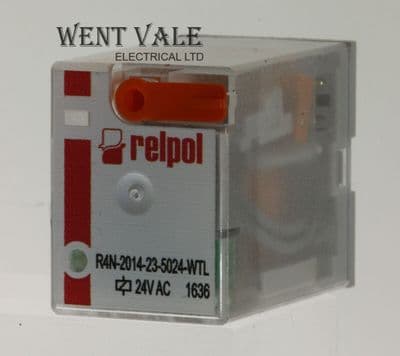 WENT VALE
ELECTRICAL LTD
relpol
R4N-2014-23-5024-WTL
24V AC 1636